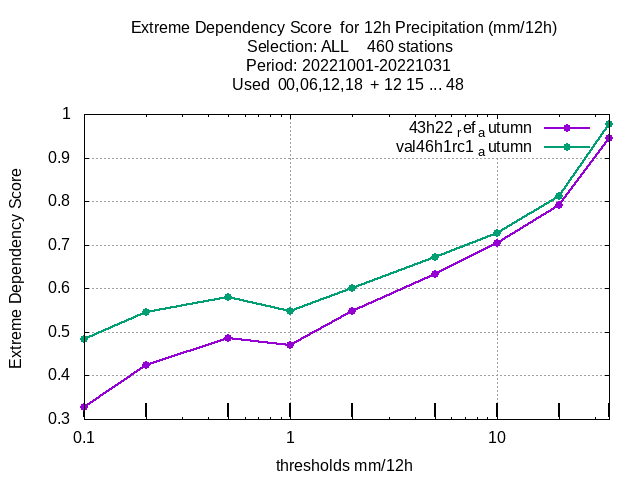 Extreme Dependency Score  for 12h Precipitation (mm/12h)
Selection: ALL    460 stations
Period: 20221001-20221031
Used  00,06,12,18  + 12 15 ... 48
43h22 ref a utumn
val46h1rc1 a utumn
Extreme Dependency Score
1
0.9
0.8
0.7
0.6
0.5
0.4
0.3
0.1
1
10
thresholds mm/12h